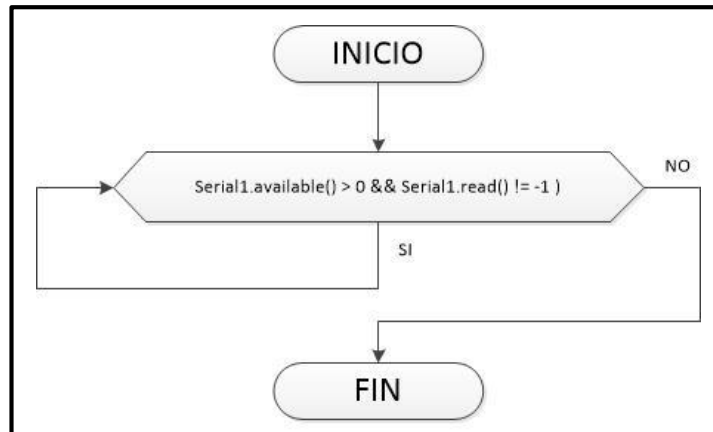 INICIO
Serial1.available() > 0 && Serial1.read() != -1 )
NO
SI
FIN